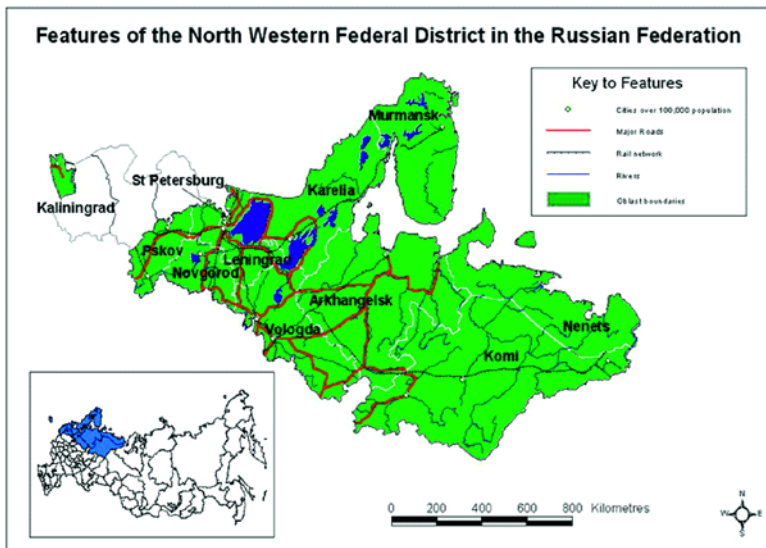 Features of the North Western Federal District in the Russian Federation
Key to Features
Cities over 100,000 population
Major Roads
Rail network
Rivers
Oblast boundaries
Murmansk
St Petersburg
Karelia
Kaliningrad
Pskov
Leningrad
Novgorod
Arkhangelsk
Vologda
Nenets
Komi
0 200 400 600 800 Kilometres
N
W E
S